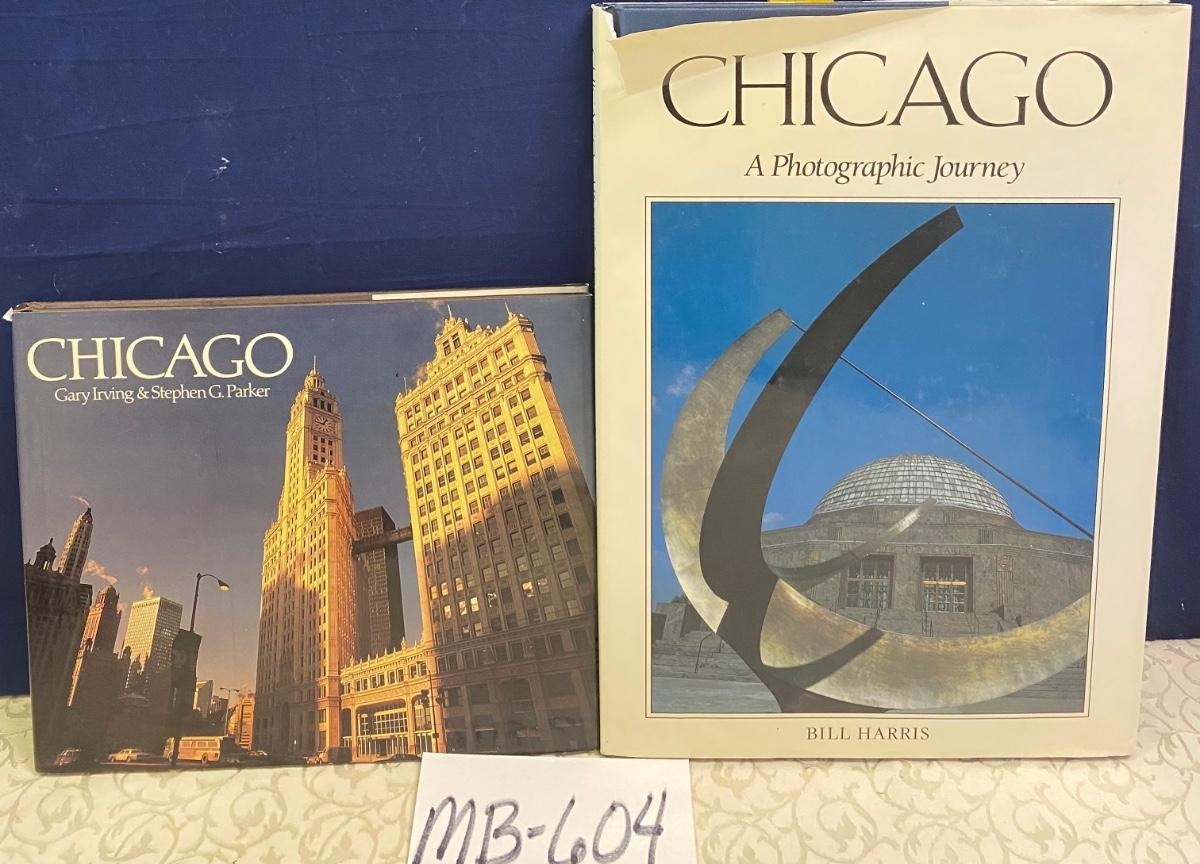 CHICAGO
Gary Irving & Stephen G. Parker
CHICAGO
A Photographic Journey
BILL HARRIS
MB-604